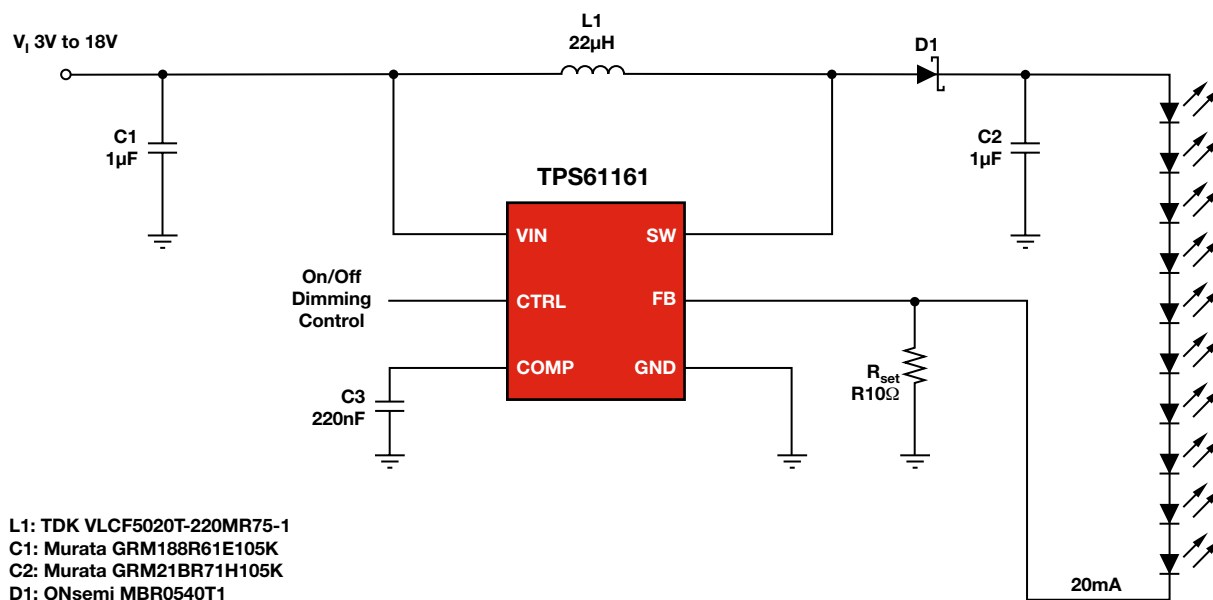 L1
22µH
V_I 3V to 18V
D1
C1
1µF
C2
1µF
TPS61161
VIN
SW
On/Off
Dimming
Control
CTRL
FB
COMP
GND
R_set
R10Ω
C3
220nF
L1: TDK VLCF5020T-220MR75-1
C1: Murata GRM188R61E105K
C2: Murata GRM21BR71H105K
D1: ONsemi MBR0540T1
20mA